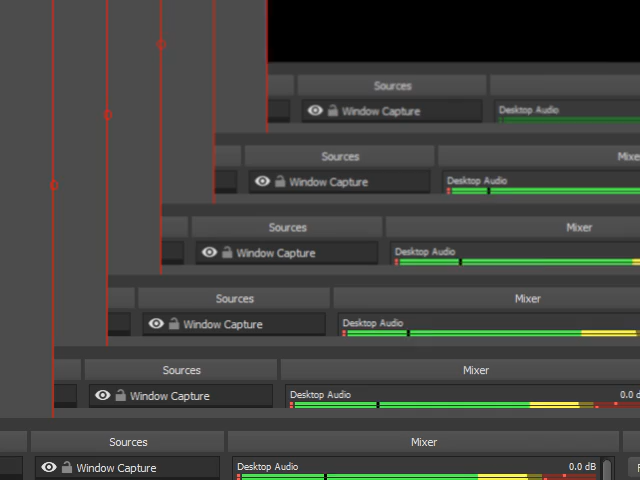 Sources
Window Capture Desktop Audio
Sources Mixe
Window Capture Desktop Audio
Sources Mixer
Window Capture Desktop Audio
Sources Mixer
Window Capture Desktop Audio
Sources Mixer
Window Capture Desktop Audio 0.0 d
Sources Mixer
Window Capture Desktop Audio 0.0 dB